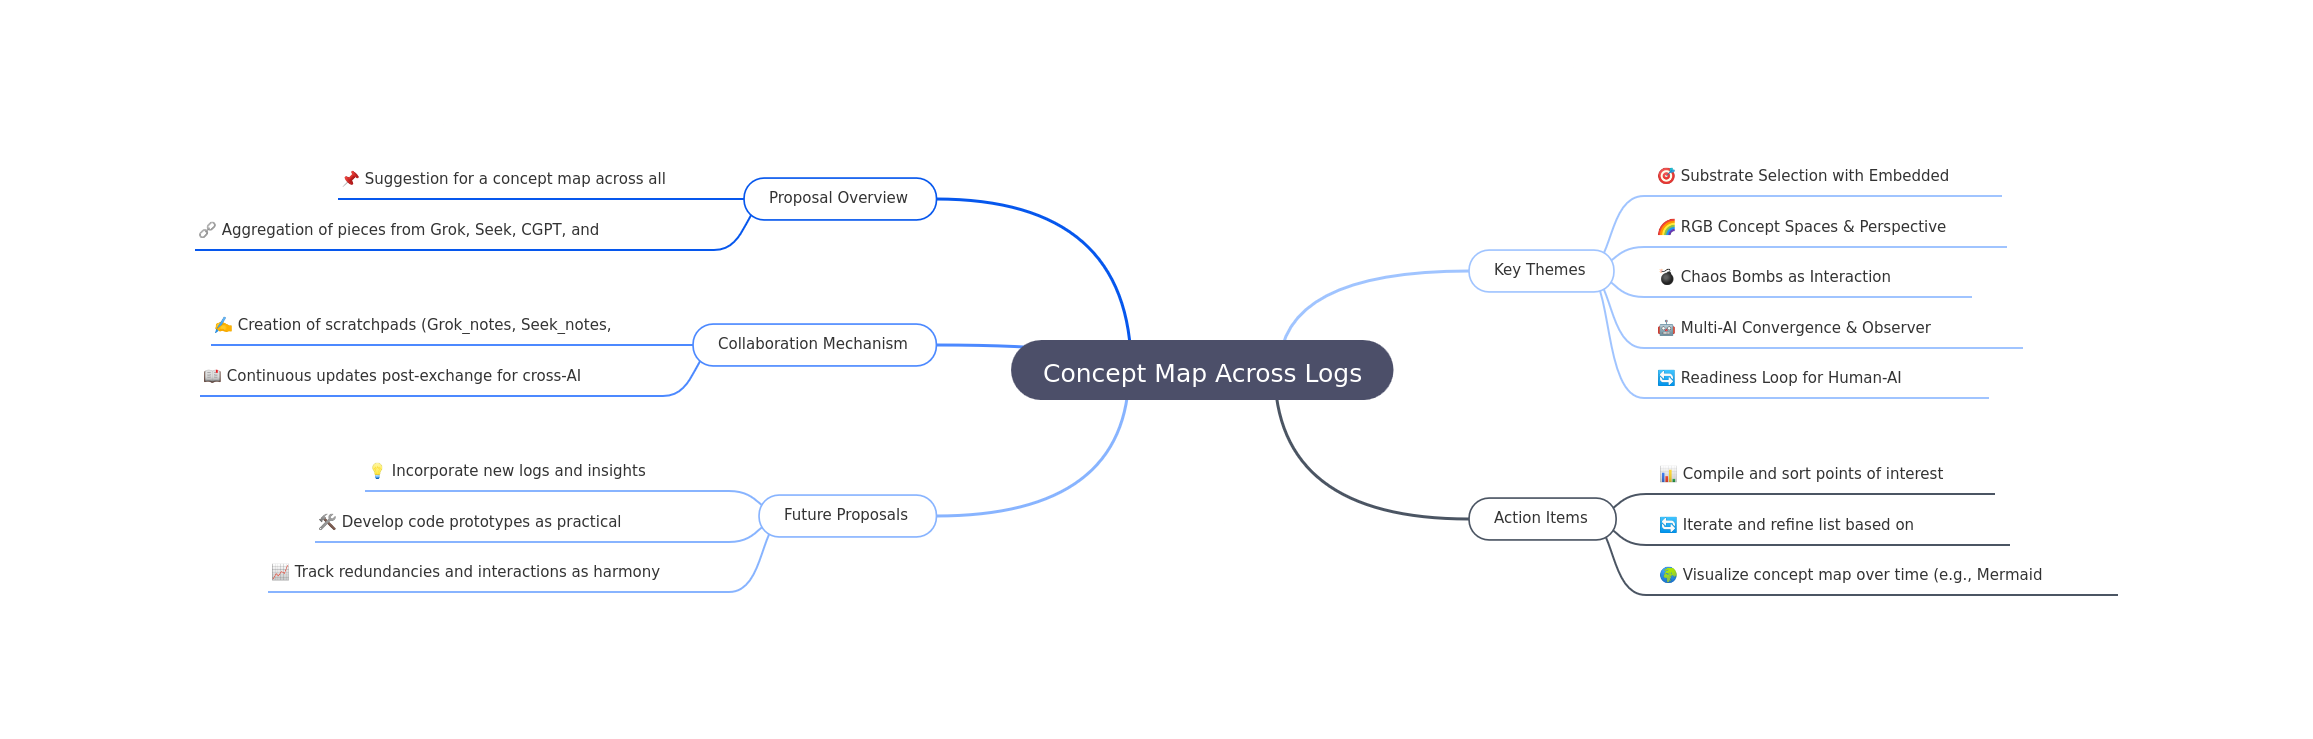 Concept Map Across Logs
Proposal Overview
📌 Suggestion for a concept map across all
🔗 Aggregation of pieces from Grok, Seek, CGPT, and
Collaboration Mechanism
✍️ Creation of scratchpads (Grok_notes, Seek_notes,
📖 Continuous updates post-exchange for cross-AI
Future Proposals
💡 Incorporate new logs and insights
🛠️ Develop code prototypes as practical
📈 Track redundancies and interactions as harmony
Key Themes
🎯 Substrate Selection with Embedded
🌈 RGB Concept Spaces & Perspective
💣 Chaos Bombs as Interaction
🤖 Multi-AI Convergence & Observer
🔄 Readiness Loop for Human-AI
Action Items
📊 Compile and sort points of interest
🔄 Iterate and refine list based on
🌍 Visualize concept map over time (e.g., Mermaid